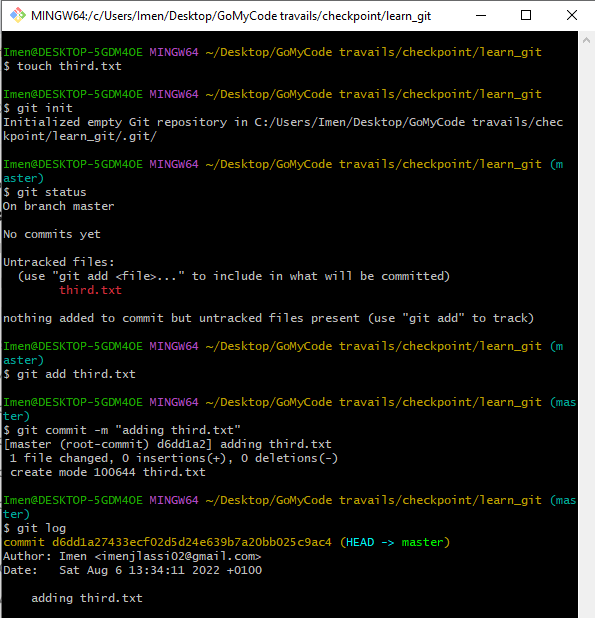 MINGW64:/c/Users/Imen/Desktop/GoMyCode travails/checkpoint/learn_git
Imen@DESKTOP-5GDM4OE MINGW64 ~/Desktop/GoMyCode travails/checkpoint/learn_git
$ touch third.txt
Imen@DESKTOP-5GDM4OE MINGW64 ~/Desktop/GoMyCode travails/checkpoint/learn_git
$ git init
Initialized empty Git repository in C:/Users/Imen/Desktop/GoMyCode travails/chec
kpoint/learn_git/.git/
Imen@DESKTOP-5GDM4OE MINGW64 ~/Desktop/GoMyCode travails/checkpoint/learn_git (m
aster)
$ git status
On branch master
No commits yet
Untracked files:
  (use "git add <file>..." to include in what will be committed)
        third.txt
nothing added to commit but untracked files present (use "git add" to track)
Imen@DESKTOP-5GDM4OE MINGW64 ~/Desktop/GoMyCode travails/checkpoint/learn_git (m
aster)
$ git add third.txt
Imen@DESKTOP-5GDM4OE MINGW64 ~/Desktop/GoMyCode travails/checkpoint/learn_git (mas
ter)
$ git commit -m "adding third.txt"
[master (root-commit) d6dd1a2] adding third.txt
 1 file changed, 0 insertions(+), 0 deletions(-)
 create mode 100644 third.txt
Imen@DESKTOP-5GDM4OE MINGW64 ~/Desktop/GoMyCode travails/checkpoint/learn_git (mas
ter)
$ git log
commit d6dd1a27433ecf02d5d24e639b7a20bb025c9ac4 (HEAD -> master)
Author: Imen <imenjlassi02@gmail.com>
Date:   Sat Aug 6 13:34:11 2022 +0100
    adding third.txt